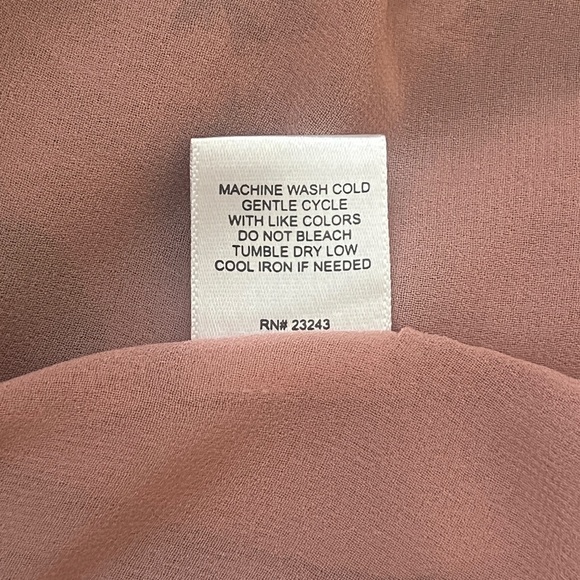 MACHINE WASH COLD
GENTLE CYCLE
WITH LIKE COLORS
DO NOT BLEACH
TUMBLE DRY LOW
COOL IRON IF NEEDED
RN# 23243